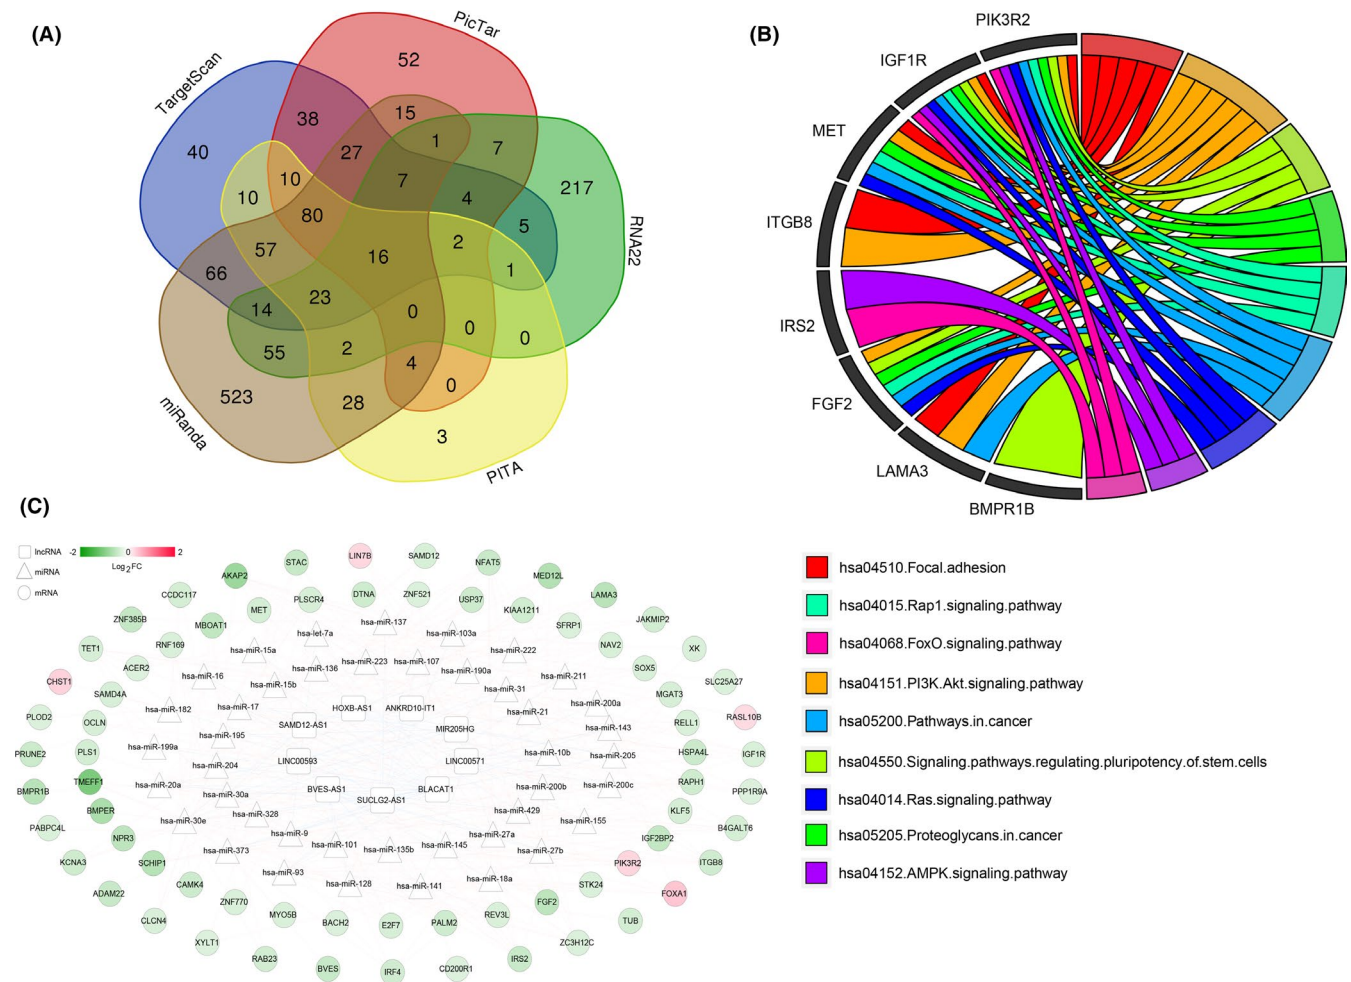 (A)
PicTar
TargetScan
RNA22
miRanda
PITA
52
38
15
1
7
217
40
27
7
4
5
10
10
80
2
1
57
16
66
23
14
0
0
0
55
2
4
0
523
28
3
(B)
PIK3R2
IGF1R
MET
ITGB8
IRS2
FGF2
LAMA3
BMPR1B
hsa04510.Focal.adhesion
hsa04015.Rap1.signaling.pathway
hsa04068.FoxO.signaling.pathway
hsa04151.PI3K.Akt.signaling.pathway
hsa05200.Pathways.in.cancer
hsa04550.Signaling.pathways.regulating.pluripotency.of.stem.cells
hsa04014.Ras.signaling.pathway
hsa05205.Proteoglycans.in.cancer
hsa04152.AMPK.signaling.pathway
(C)
lncRNA
miRNA
mRNA
-2 0 2
Log2FC
AKAP2
STAC
LIN7B
SAMD12
NFAT5
MED12L
LAMA3
CCDC117
PLSCR4
DTNA
ZNF521
USP37
KIAA1211
SFRP1
JAKMIP2
ZNF385B
MBOAT1
MET
NAV2
XK
TET1
RNF169
ACER2
SOX5
SLC25A27
CHST1
SAMD4A
MGAT3
RASL10B
PLOD2
OCLN
RELL1
PRUNE2
PLS1
HSPA4L
IGF1R
BMPR1B
TMEFF1
RAPH1
PPP1R9A
BMPER
KLF5
PABPC4L
NPR3
IGF2BP2
B4GALT6
KCNA3
SCHIP1
PIK3R2
ITGB8
ADAM22
CAMK4
STK24
FOXA1
CLCN4
ZNF770
MYO5B
BACH2
E2F7
PALM2
REV3L
FGF2
TUB
XYLT1
RAB23
BVES
IRF4
CD200R1
IRS2
ZC3H12C
hsa-let-7a
hsa-miR-137
hsa-miR-103a
hsa-miR-15a
hsa-miR-222
hsa-miR-136
hsa-miR-223
hsa-miR-107
hsa-miR-190a
hsa-miR-16
hsa-miR-15b
hsa-miR-31
hsa-miR-211
hsa-miR-182
hsa-miR-17
hsa-miR-21
hsa-miR-200a
hsa-miR-195
hsa-miR-143
hsa-miR-199a
hsa-miR-204
hsa-miR-10b
hsa-miR-205
hsa-miR-20a
hsa-miR-30a
hsa-miR-200b
hsa-miR-200c
hsa-miR-30e
hsa-miR-328
hsa-miR-429
hsa-miR-155
hsa-miR-9
hsa-miR-27a
hsa-miR-373
hsa-miR-101
hsa-miR-135b
hsa-miR-145
hsa-miR-27b
hsa-miR-93
hsa-miR-128
hsa-miR-141
hsa-miR-18a
HOXB-AS1
ANKRD10-IT1
SAMD12-AS1
MIR205HG
LINC00593
LINC00571
BVES-AS1
SUCLG2-AS1
BLACAT1